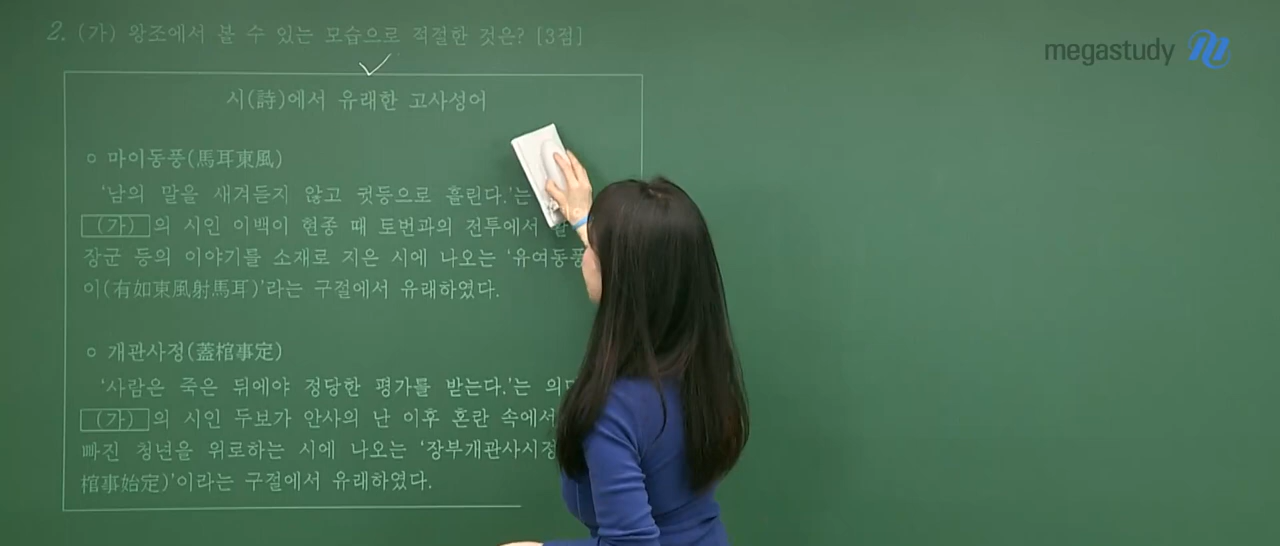 2. (가) 왕조에서 볼 수 있는 모습으로 적절한 것은? [3점]
megastudy
시(詩)에서 유래한 고사성어
○ 마이동풍(馬耳東風)
‘남의 말을 새겨듣지 않고 귓등으로 흘린다.’는
(가)의 시인 이백이 현종 때 토번과의 전투에서
장군 등의 이야기를 소재로 지은 시에 나오는 ‘유여동풍
이(有如東風射馬耳)’라는 구절에서 유래하였다.
○ 개관사정(蓋棺事定)
‘사람은 죽은 뒤에야 정당한 평가를 받는다.’는
(가)의 시인 두보가 안사의 난 이후 혼란 속에서
빠진 청년을 위로하는 시에 나오는 ‘장부개관사시정
棺事始定)’이라는 구절에서 유래하였다.